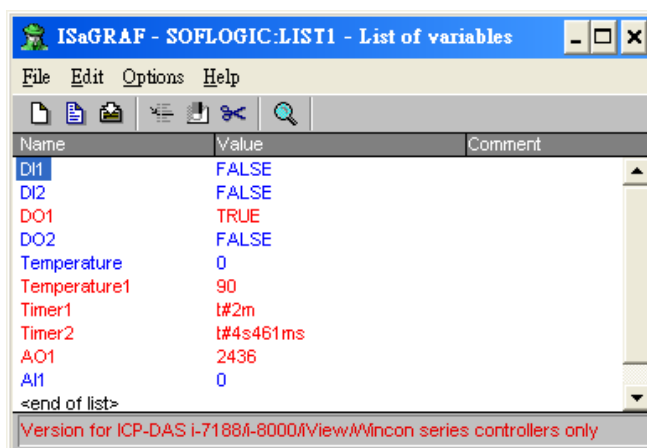 ISaGRAF - SOFLOGIC:LIST1 - List of variables
File Edit Options Help
Name Value Comment
DI1 FALSE
DI2 FALSE
DO1 TRUE
DO2 FALSE
Temperature 0
Temperature1 90
Timer1 t#2m
Timer2 t#4s461ms
AO1 2436
AI1 0
<end of list>
Version for ICP-DAS i-7188/i-8000/iView/Wincon series controllers only